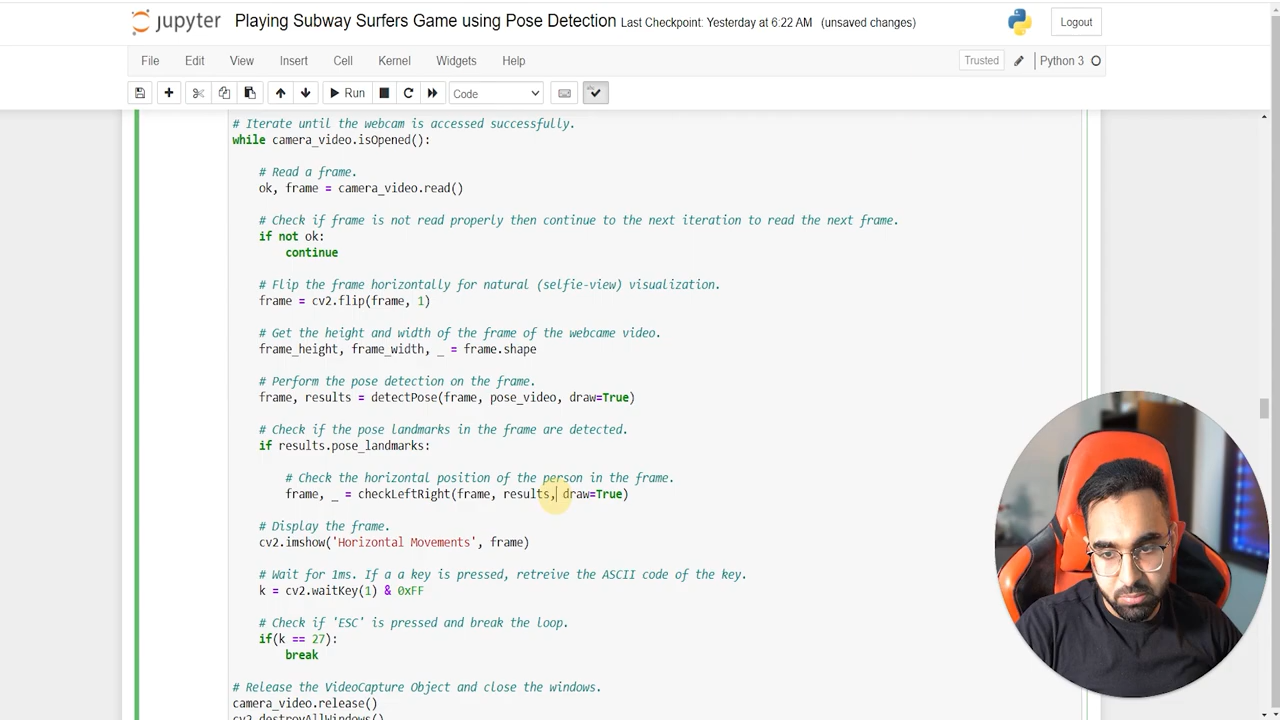 jupyter Playing Subway Surfers Game using Pose Detection Last Checkpoint: Yesterday at 6:22 AM (unsaved changes) Logout
File Edit View Insert Cell Kernel Widgets Help Trusted Python 3
Run Code
# Iterate until the webcam is accessed successfully.
while camera_video.isOpened():
# Read a frame.
ok, frame = camera_video.read()
# Check if frame is not read properly then continue to the next iteration to read the next frame.
if not ok:
continue
# Flip the frame horizontally for natural (selfie-view) visualization.
frame = cv2.flip(frame, 1)
# Get the height and width of the frame of the webcame video.
frame_height, frame_width, _ = frame.shape
# Perform the pose detection on the frame.
frame, results = detectPose(frame, pose_video, draw=True)
# Check if the pose landmarks in the frame are detected.
if results.pose_landmarks:
# Check the horizontal position of the person in the frame.
frame, _ = checkLeftRight(frame, results, draw=True)
# Display the frame.
cv2.imshow('Horizontal Movements', frame)
# Wait for 1ms. If a a key is pressed, retreive the ASCII code of the key.
k = cv2.waitKey(1) & 0xFF
# Check if 'ESC' is pressed and break the loop.
if(k == 27):
break
# Release the VideoCapture Object and close the windows.
camera_video.release()
cv2.destroyAllWindows()